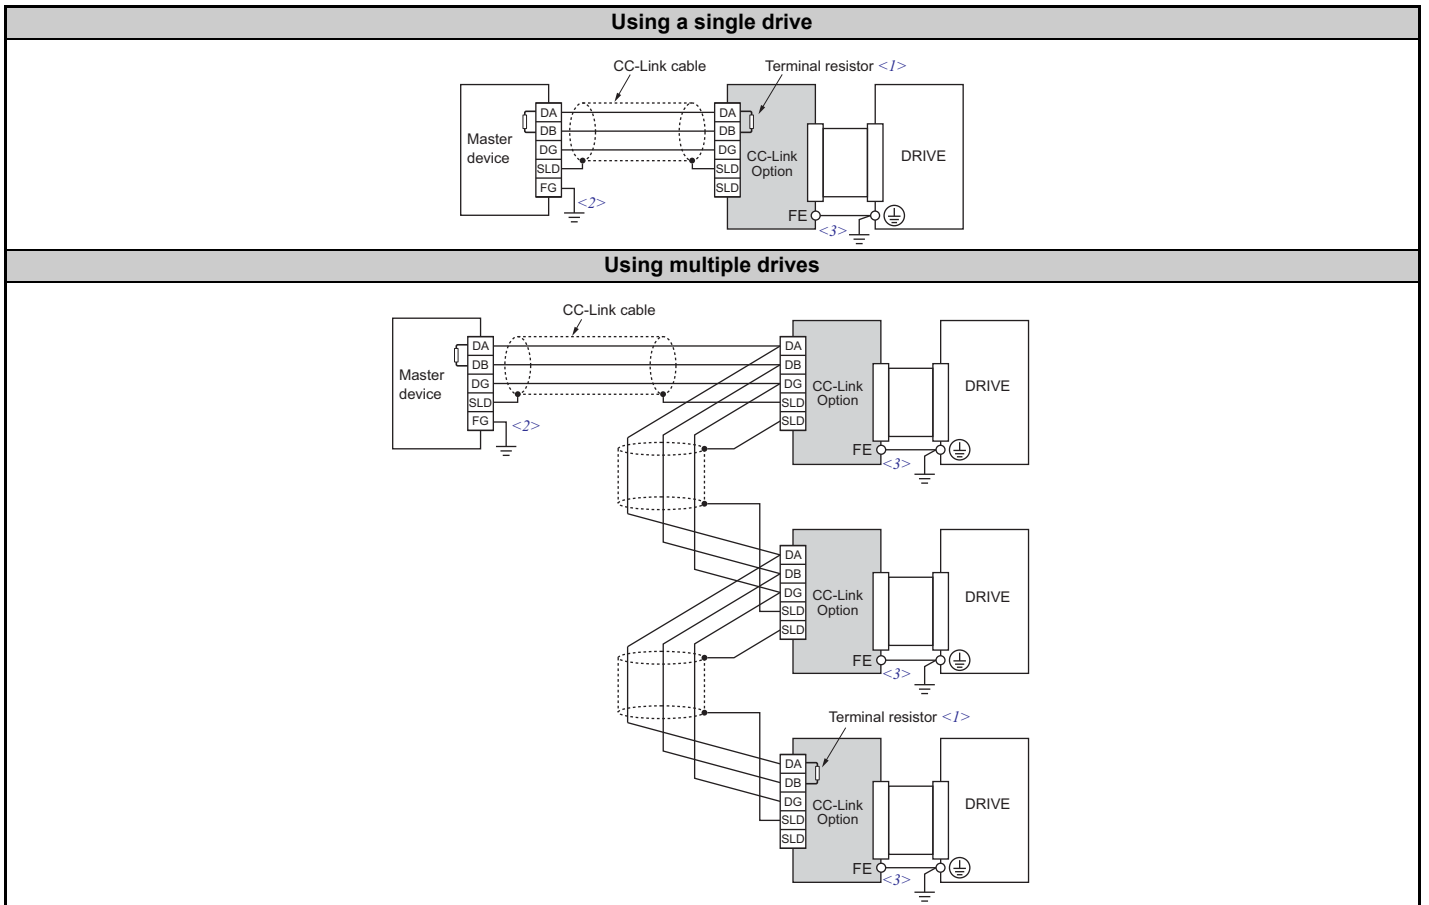 Using a single drive
CC-Link cable
Terminal resistor <1>
Master
device
DA
DB
DG
SLD
FG
<2>
DA
DB
DG
SLD
SLD
CC-Link
Option
FE
<3>
DRIVE
Using multiple drives
CC-Link cable
Master
device
DA
DB
DG
SLD
FG
<2>
DA
DB
DG
SLD
SLD
CC-Link
Option
FE
<3>
DRIVE
DA
DB
DG
SLD
SLD
CC-Link
Option
FE
<3>
DRIVE
Terminal resistor <1>
DA
DB
DG
SLD
SLD
CC-Link
Option
FE
<3>
DRIVE